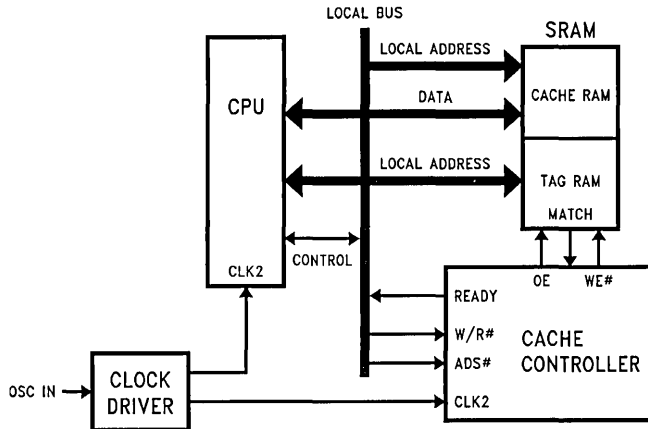 LOCAL BUS
SRAM
LOCAL ADDRESS
CPU
DATA
CACHE RAM
LOCAL ADDRESS
TAG RAM
MATCH
CONTROL
CLK2
OE
WE#
READY
W/R#
CACHE
CONTROLLER
ADS#
CLK2
OSC IN
CLOCK
DRIVER